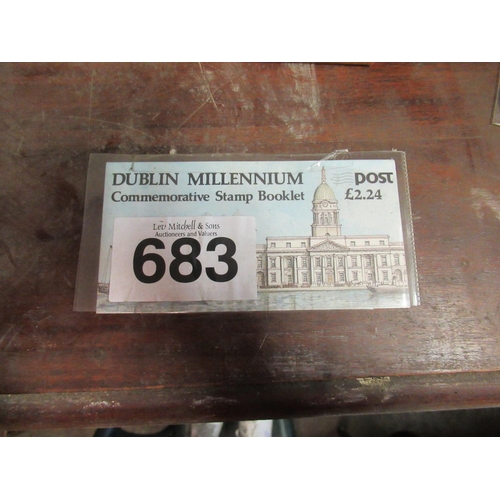 DUBLIN MILLENNIUM
Commemorative Stamp Booklet
post
£2.24
Lev Mitchell & Sons
Auctioneers and Valuers
683